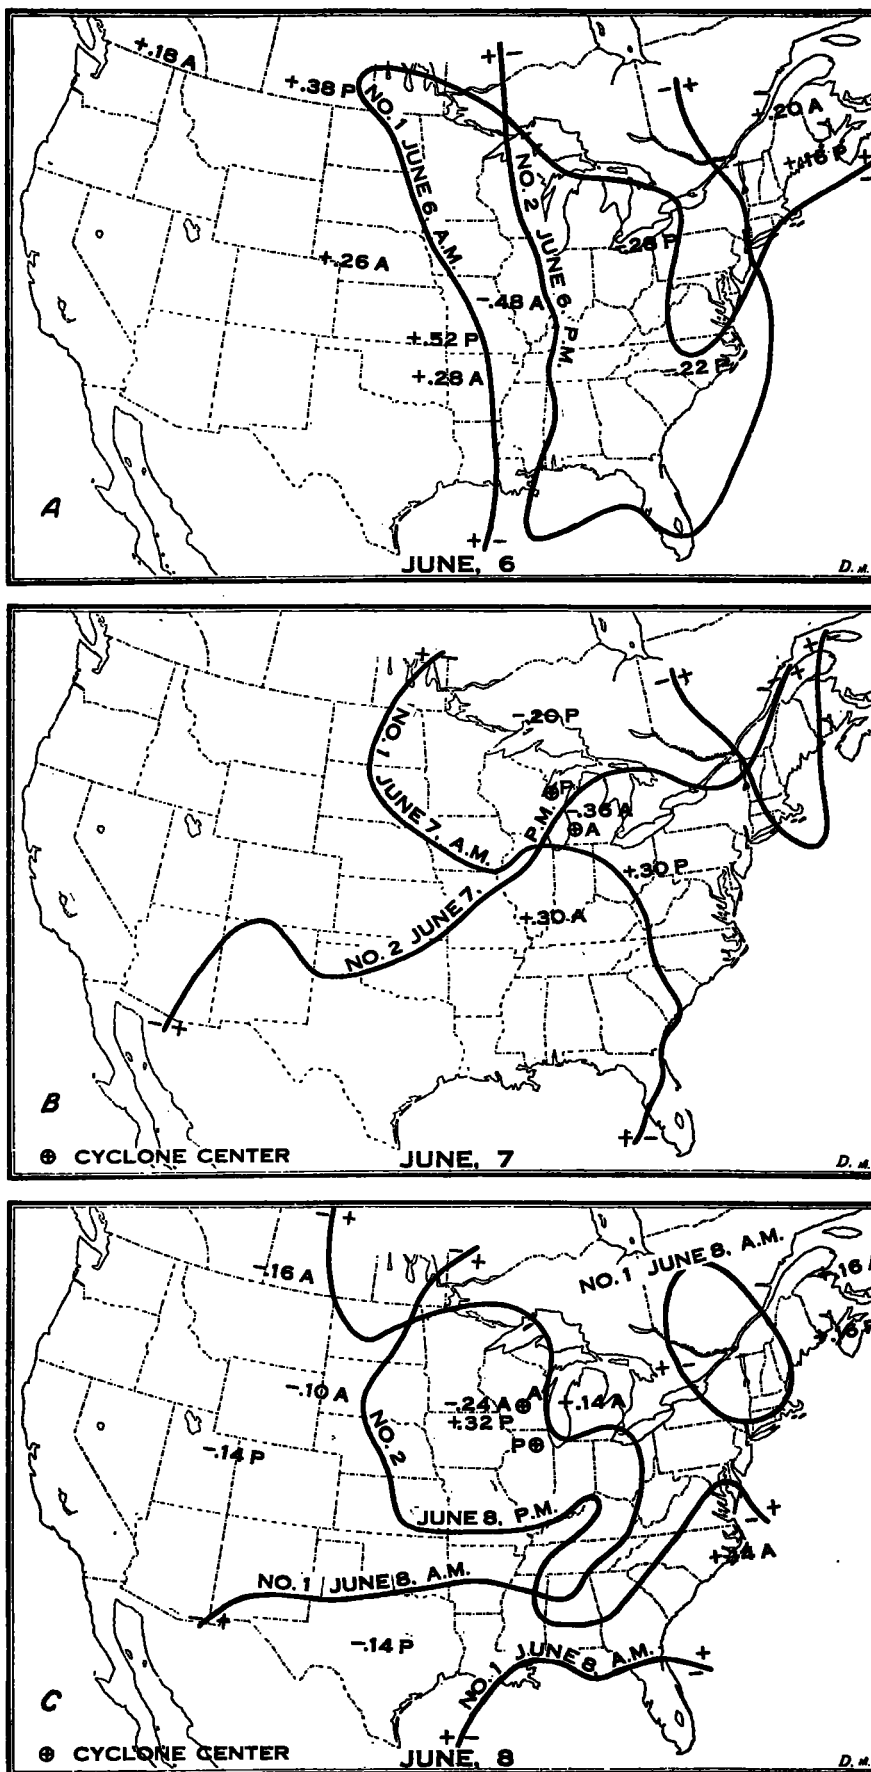 +.18 A
+.38 P
+ -
- +
+.20 A
+.16 P
+
-
NO. 1 JUNE 6. A.M.
NO. 2 JUNE 6. P.M.
-.28 P
+.26 A
-.48 A
+.52 P
+.28 A
-.22 P
+ -
A
JUNE, 6
D. M.
+ -
- +
- +
+
-.20 P
NO. 1 JUNE 7. A.M.
⊕ P
-.36 A
⊕ A
P.M.
+.30 P
NO. 2 JUNE 7.
+.30 A
- +
+ -
B
⊕ CYCLONE CENTER
JUNE, 7
D. M.
- +
- +
NO. 1 JUNE 8. A.M.
-.16 A
+.16 P
+ -
-.10 A
-.24 A
⊕ A
+.14 A
+.32 P
P ⊕
NO. 2
-.14 P
JUNE 8. P.M.
- +
NO. 1 JUNE 8. A.M.
- +
-.14 P
NO. 1 JUNE 8. A.M.
+
-
+ -
C
⊕ CYCLONE CENTER
JUNE, 8
D. M.